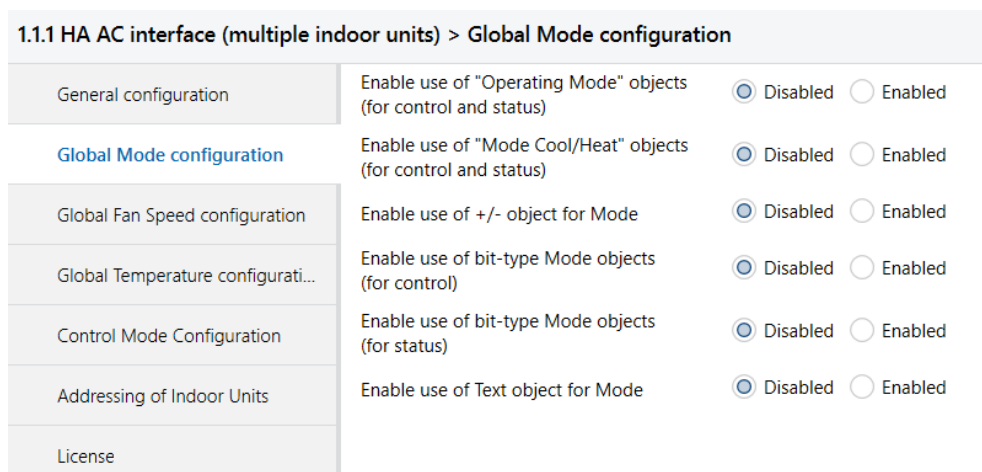 1.1.1 HA AC interface (multiple indoor units) > Global Mode configuration
General configuration
Global Mode configuration
Global Fan Speed configuration
Global Temperature configurati...
Control Mode Configuration
Addressing of Indoor Units
License
Enable use of "Operating Mode" objects
(for control and status)
Disabled Enabled
Enable use of "Mode Cool/Heat" objects
(for control and status)
Disabled Enabled
Enable use of +/- object for Mode
Disabled Enabled
Enable use of bit-type Mode objects
(for control)
Disabled Enabled
Enable use of bit-type Mode objects
(for status)
Disabled Enabled
Enable use of Text object for Mode
Disabled Enabled